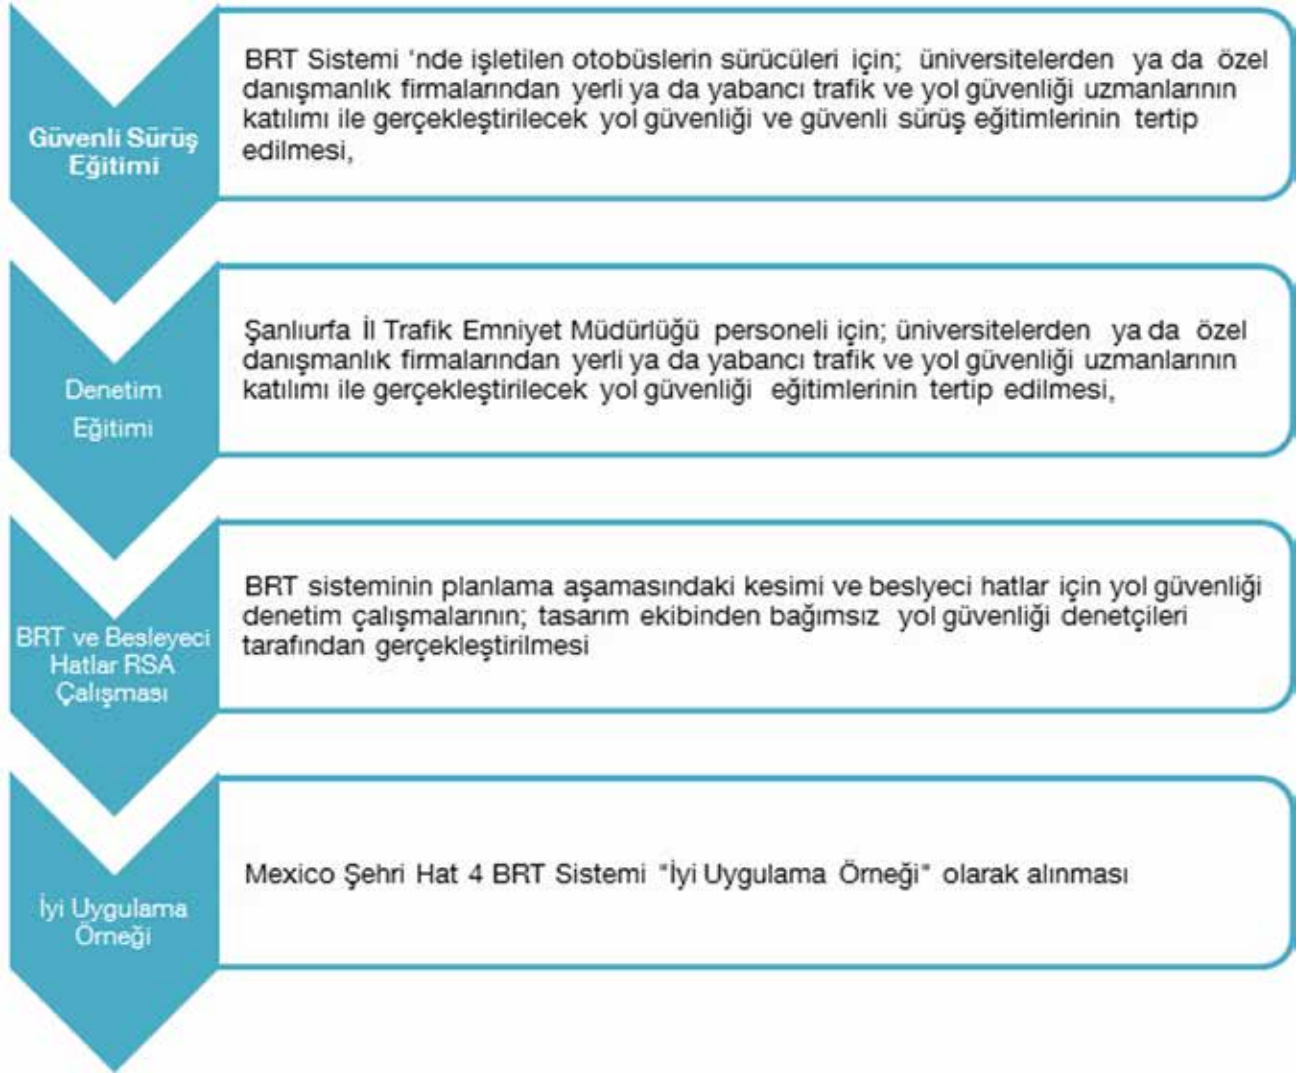 Güvenli Sürüş
Eğitimi
BRT Sistemi 'nde işletilen otobüslerin sürücüleri için; üniversitelerden ya da özel
danışmanlık firmalarından yerli ya da yabancı trafik ve yol güvenliği uzmanlarının
katılımı ile gerçekleştirilecek yol güvenliği ve güvenli sürüş eğitimlerinin tertip
edilmesi,
Denetim
Eğitimi
Şanlıurfa İl Trafik Emniyet Müdürlüğü personeli için; üniversitelerden ya da özel
danışmanlık firmalarından yerli ya da yabancı trafik ve yol güvenliği uzmanlarının
katılımı ile gerçekleştirilecek yol güvenliği eğitimlerinin tertip edilmesi,
BRT ve Besleyeci
Hatlar RSA
Çalışması
BRT sisteminin planlama aşamasındaki kesimi ve beslyeci hatlar için yol güvenliği
denetim çalışmalarının; tasarım ekibinden bağımsız yol güvenliği denetçileri
tarafından gerçekleştirilmesi
İyi Uygulama
Örneği
Mexico Şehri Hat 4 BRT Sistemi "İyi Uygulama Örneği" olarak alınması